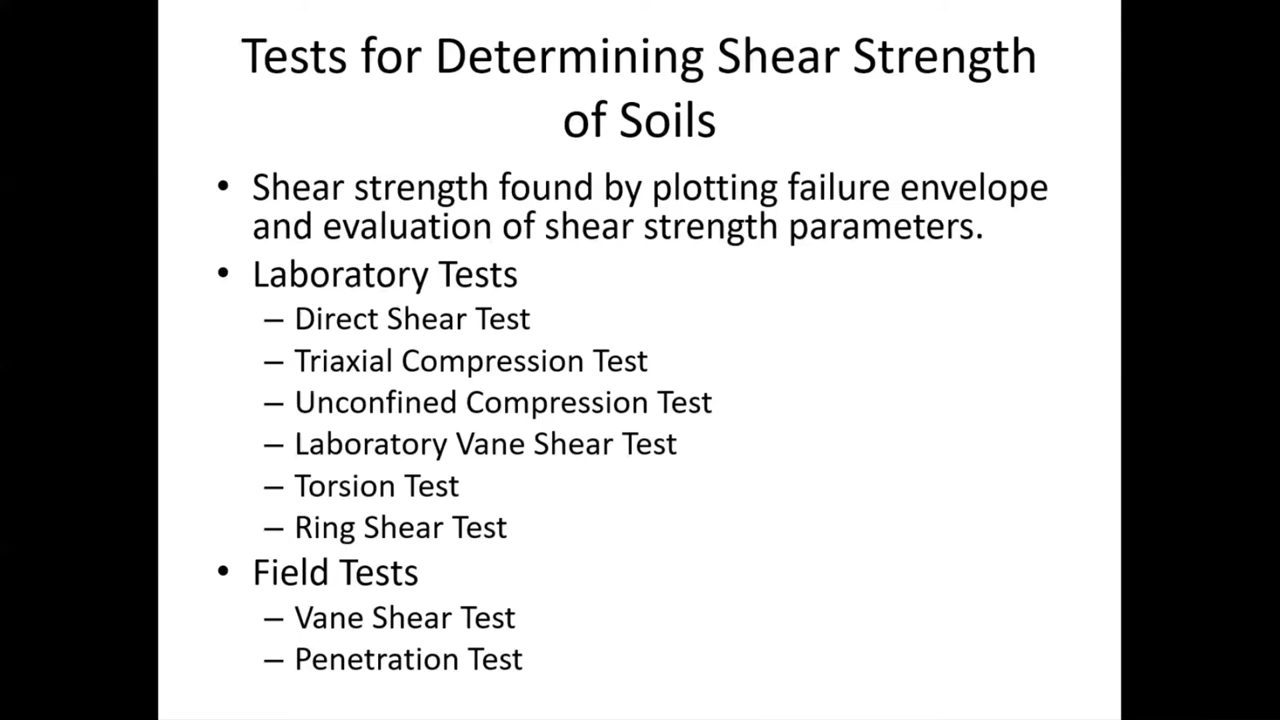 Tests for Determining Shear Strength
of Soils
• Shear strength found by plotting failure envelope
and evaluation of shear strength parameters.
• Laboratory Tests
– Direct Shear Test
– Triaxial Compression Test
– Unconfined Compression Test
– Laboratory Vane Shear Test
– Torsion Test
– Ring Shear Test
• Field Tests
– Vane Shear Test
– Penetration Test